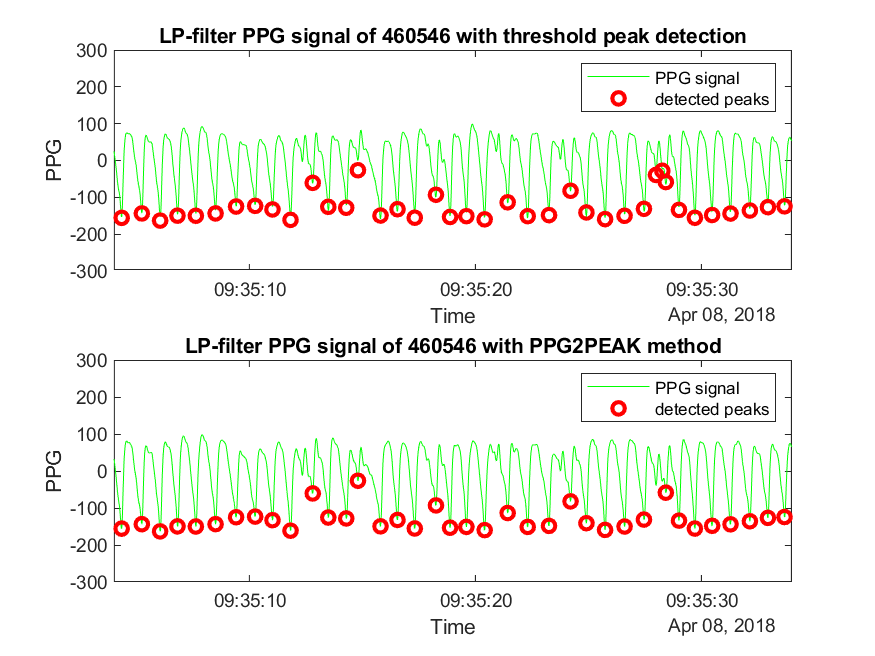 LP-filter PPG signal of 460546 with threshold peak detection
300
200
100
0
-100
-200
-300
PPG
PPG signal
detected peaks
09:35:10
09:35:20
09:35:30
Time
Apr 08, 2018
LP-filter PPG signal of 460546 with PPG2PEAK method
300
200
100
0
-100
-200
-300
PPG
PPG signal
detected peaks
09:35:10
09:35:20
09:35:30
Time
Apr 08, 2018